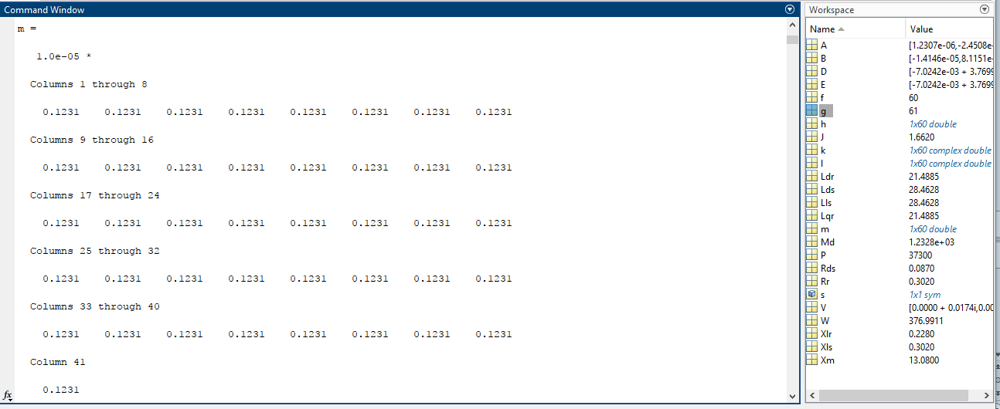 Command Window
m =
1.0e-05 *
Columns 1 through 8
0.1231 0.1231 0.1231 0.1231 0.1231 0.1231 0.1231 0.1231
Columns 9 through 16
0.1231 0.1231 0.1231 0.1231 0.1231 0.1231 0.1231 0.1231
Columns 17 through 24
0.1231 0.1231 0.1231 0.1231 0.1231 0.1231 0.1231 0.1231
Columns 25 through 32
0.1231 0.1231 0.1231 0.1231 0.1231 0.1231 0.1231 0.1231
Columns 33 through 40
0.1231 0.1231 0.1231 0.1231 0.1231 0.1231 0.1231 0.1231
Column 41
0.1231
fx
Workspace
Name Value
A [1.2307e-06,-2.4508e-
B [-1.4146e-05,8.1151e-
D [-7.0242e-03 + 3.7699
E [-7.0242e-03 + 3.7699
f 60
g 61
h 1x60 double
J 1.6620
k 1x60 complex double
l 1x60 complex double
Ldr 21.4885
Lds 28.4628
Lls 28.4628
Lqr 21.4885
m 1x60 double
Md 1.2328e+03
P 37300
Rds 0.0870
Rr 0.3020
s 1x1 sym
V [0.0000 + 0.0174i,0.00
W 376.9911
Xlr 0.2280
Xls 0.3020
Xm 13.0800